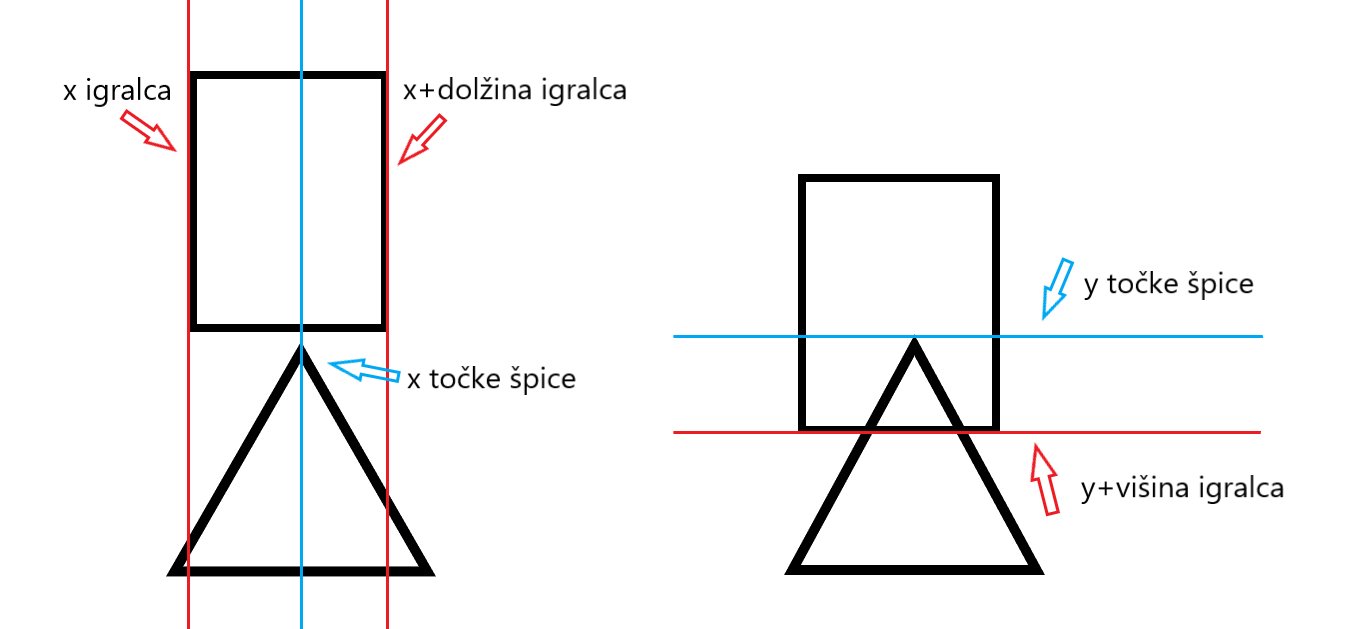 x igralca
x+dolžina igralca
x točke špice
y točke špice
y+višina igralca